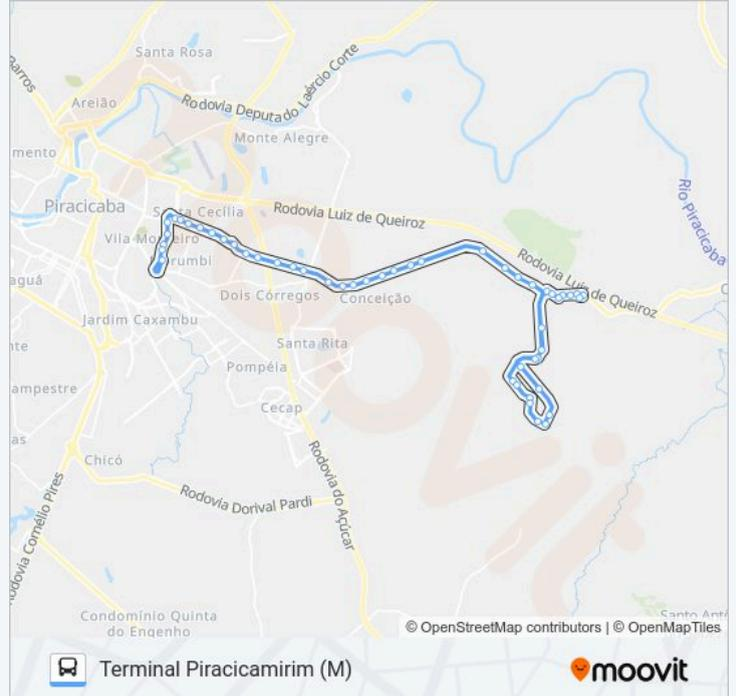 Santa Rosa
Laércio Corte
Rodovia Deputado
Areião
Monte Alegre
mento
Piracicaba
Santa Cecília
Rodovia Luiz de Queiroz
Rio Piracicaba
Vila Monteiro
Morumbi
Rodovia Luiz de Queiroz
aguá
Dois Córregos
Conceição
Jardim Caxambu
Santa Rita
nte
Pompéia
ampestre
Cecap
as
Chicó
Rodovia do Açúcar
Rodovia Dorival Pardi
Rodovia Cornélio Pires
Condomínio Quinta
do Engenho
Santo Antô
© OpenStreetMap contributors | © OpenMapTiles
Terminal Piracicamirim (M)
moovit